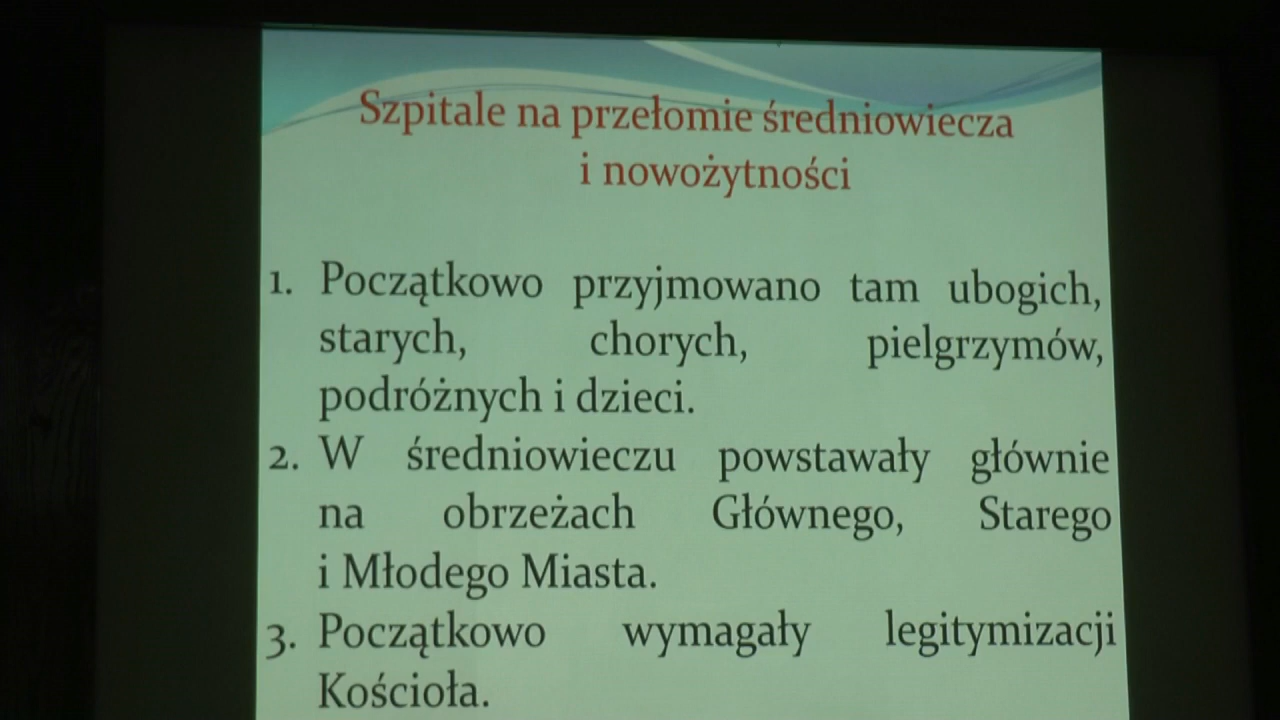 Szpitale na przełomie średniowiecza
i nowożytności
1. Początkowo przyjmowano tam ubogich,
starych, chorych, pielgrzymów,
podróżnych i dzieci.
2. W średniowieczu powstawały głównie
na obrzeżach Głównego, Starego
i Młodego Miasta.
3. Początkowo wymagały legitymizacji
Kościoła.